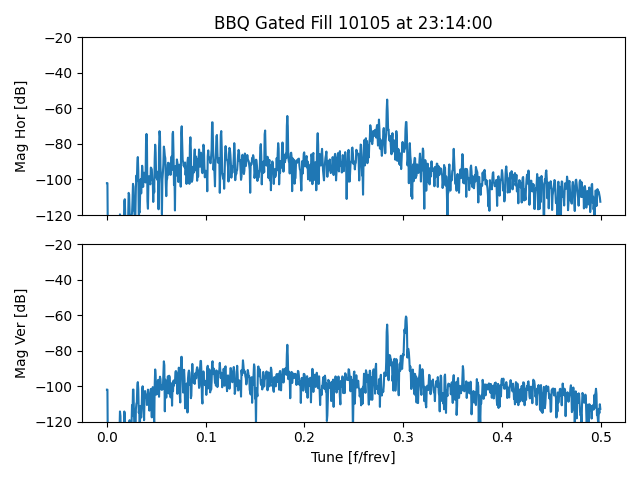 BBQ Gated Fill 10105 at 23:14:00
Mag Hor [dB]
−20
−40
−60
−80
−100
−120
Mag Ver [dB]
−20
−40
−60
−80
−100
−120
0.0 0.1 0.2 0.3 0.4 0.5
Tune [f/frev]